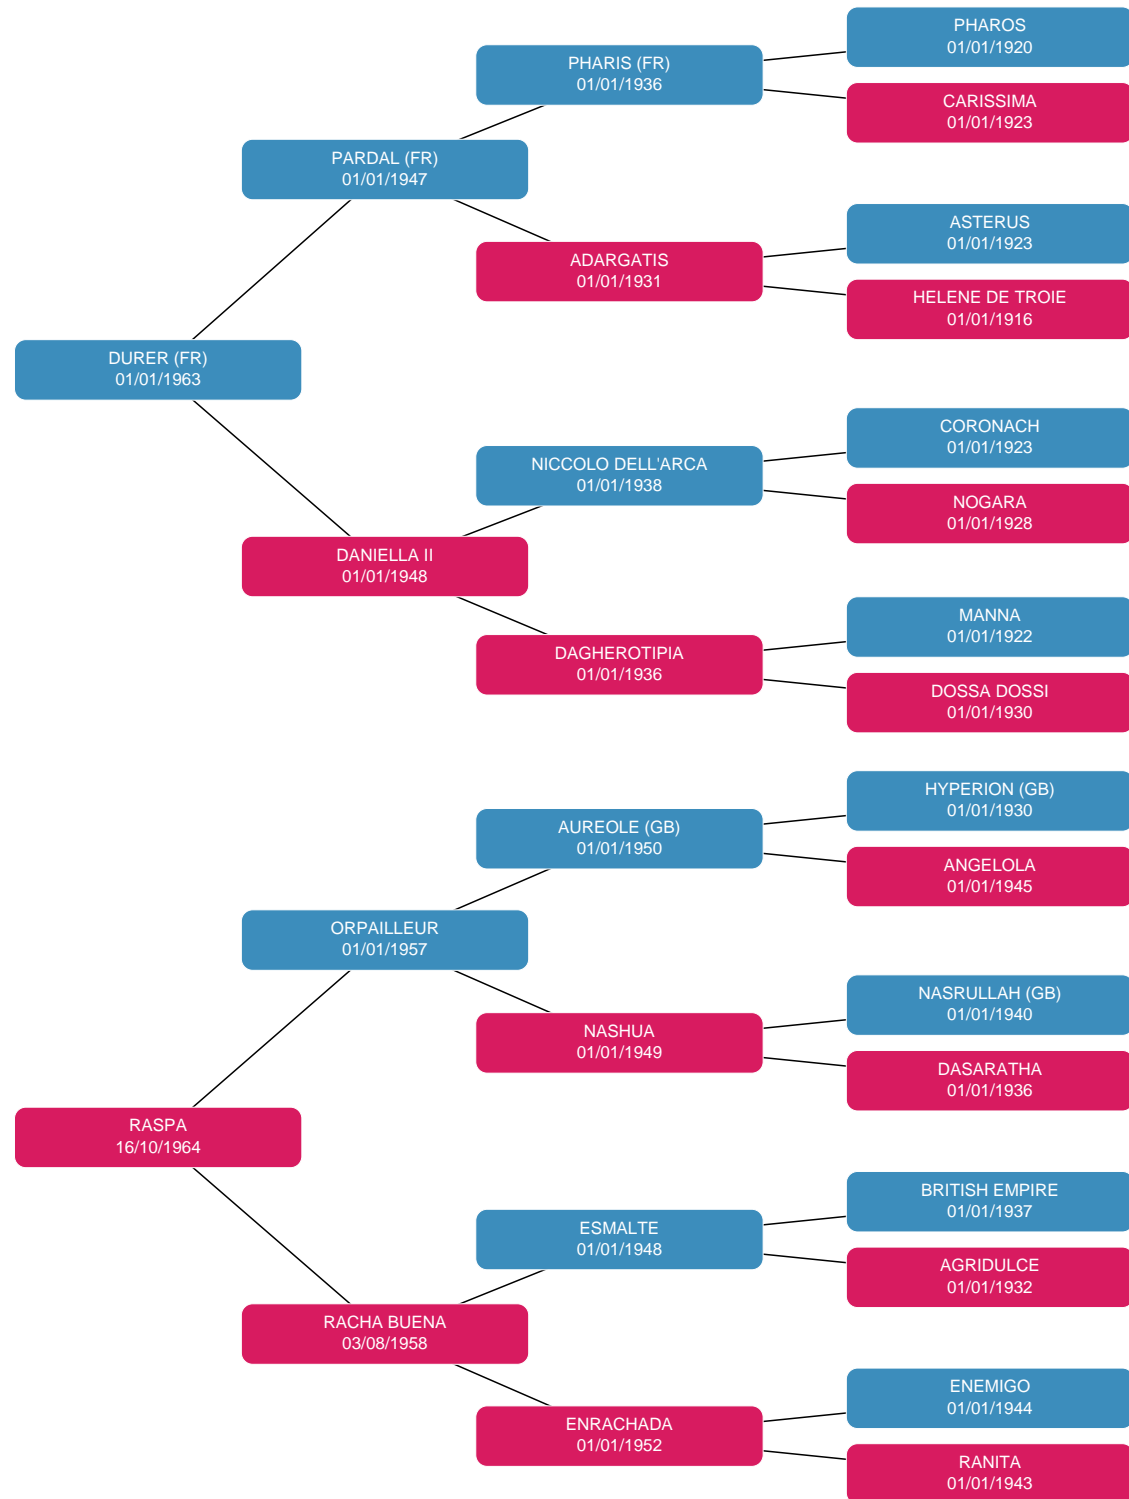 PHAROS
01/01/1920
PHARIS (FR)
01/01/1936
CARISSIMA
01/01/1923
PARDAL (FR)
01/01/1947
ASTERUS
01/01/1923
ADARGATIS
01/01/1931
HELENE DE TROIE
01/01/1916
DURER (FR)
01/01/1963
CORONACH
01/01/1923
NICCOLO DELL'ARCA
01/01/1938
NOGARA
01/01/1928
DANIELLA II
01/01/1948
MANNA
01/01/1922
DAGHEROTIPIA
01/01/1936
DOSSA DOSSI
01/01/1930
HYPERION (GB)
01/01/1930
AUREOLE (GB)
01/01/1950
ANGELOLA
01/01/1945
ORPAILLEUR
01/01/1957
NASRULLAH (GB)
01/01/1940
NASHUA
01/01/1949
DASARATHA
01/01/1936
RASPA
16/10/1964
BRITISH EMPIRE
01/01/1937
ESMALTE
01/01/1948
AGRIDULCE
01/01/1932
RACHA BUENA
03/08/1958
ENEMIGO
01/01/1944
ENRACHADA
01/01/1952
RANITA
01/01/1943